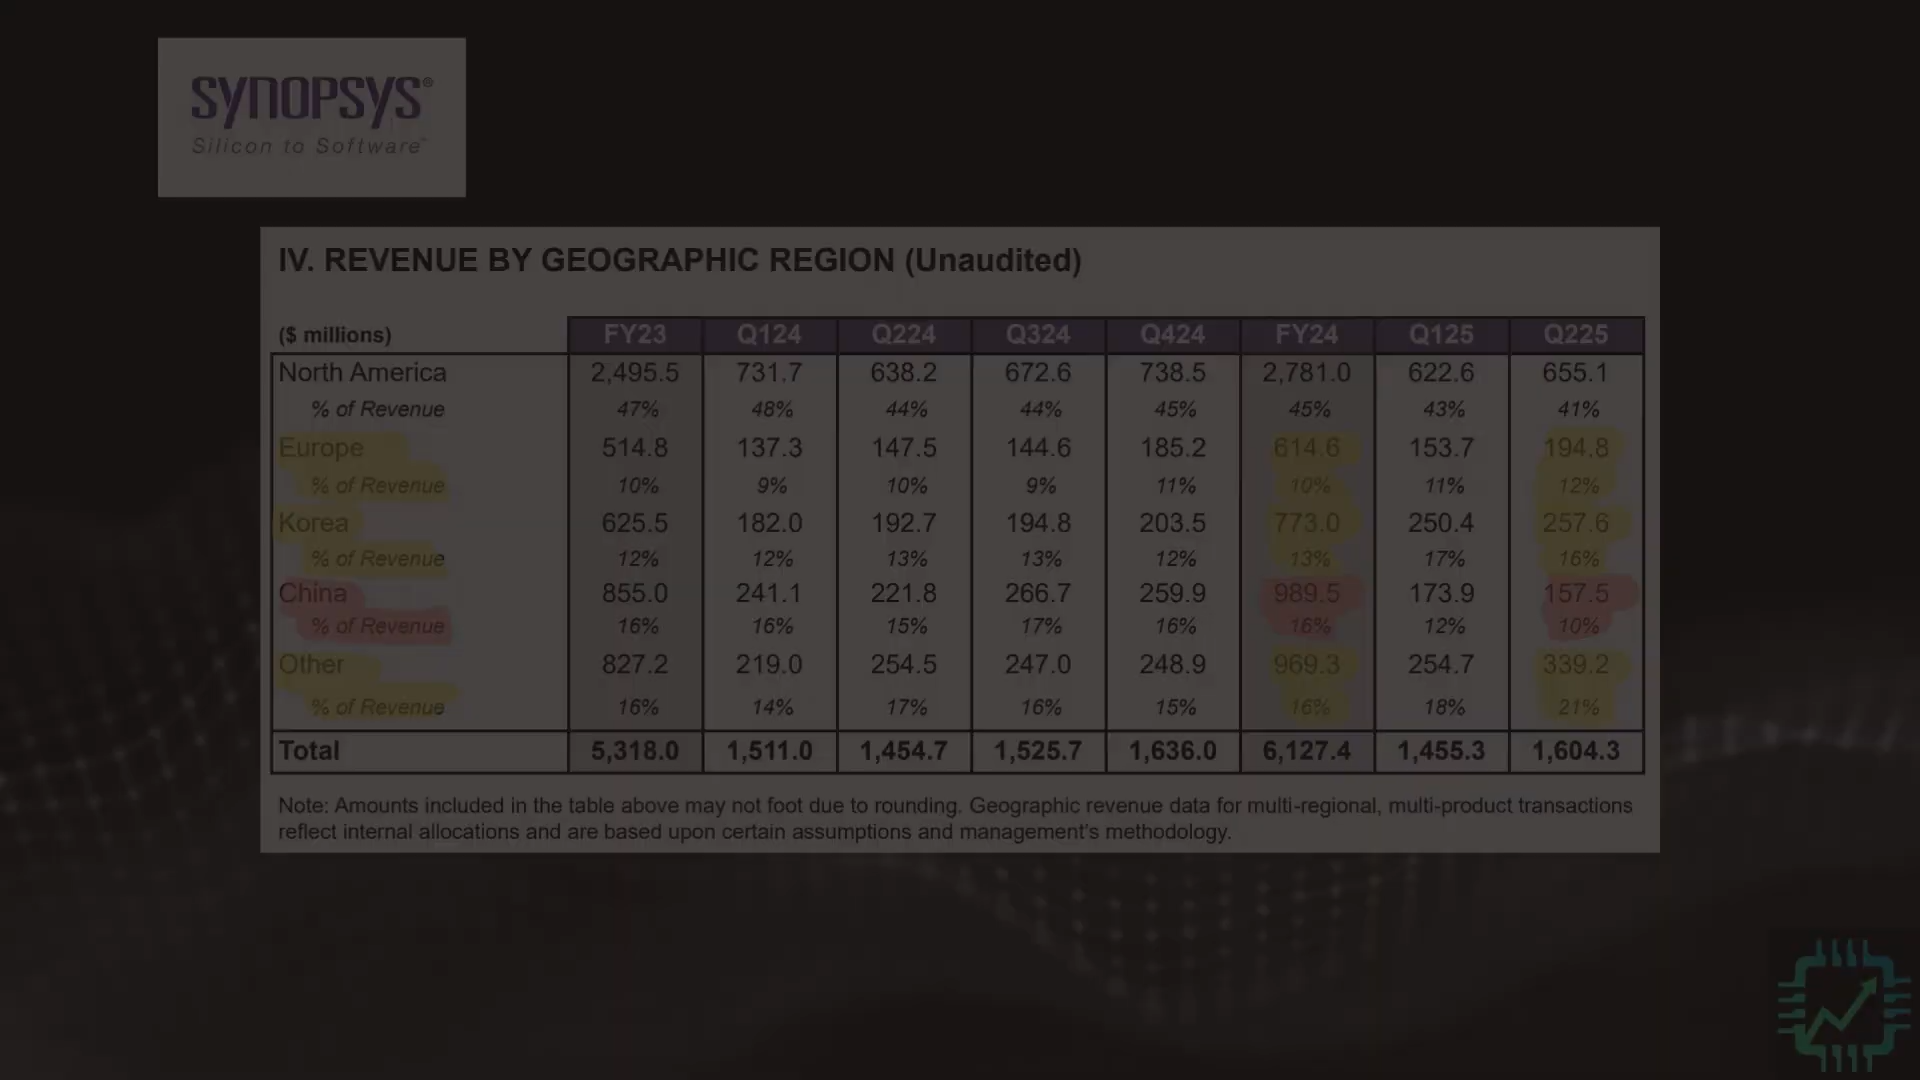 SYNOPSYS®
Silicon to Software™
IV. REVENUE BY GEOGRAPHIC REGION (Unaudited)
($ millions) FY23 Q124 Q224 Q324 Q424 FY24 Q125 Q225
North America 2,495.5 731.7 638.2 672.6 738.5 2,781.0 622.6 655.1
% of Revenue 47% 48% 44% 44% 45% 45% 43% 41%
Europe 514.8 137.3 147.5 144.6 185.2 614.6 153.7 194.8
% of Revenue 10% 9% 10% 9% 11% 10% 11% 12%
Korea 625.5 182.0 192.7 194.8 203.5 773.0 250.4 257.6
% of Revenue 12% 12% 13% 13% 12% 13% 17% 16%
China 855.0 241.1 221.8 266.7 259.9 989.5 173.9 157.5
% of Revenue 16% 16% 15% 17% 16% 16% 12% 10%
Other 827.2 219.0 254.5 247.0 248.9 969.3 254.7 339.2
% of Revenue 16% 14% 17% 16% 15% 16% 18% 21%
Total 5,318.0 1,511.0 1,454.7 1,525.7 1,636.0 6,127.4 1,455.3 1,604.3
Note: Amounts included in the table above may not foot due to rounding. Geographic revenue data for multi-regional, multi-product transactions
reflect internal allocations and are based upon certain assumptions and management's methodology.